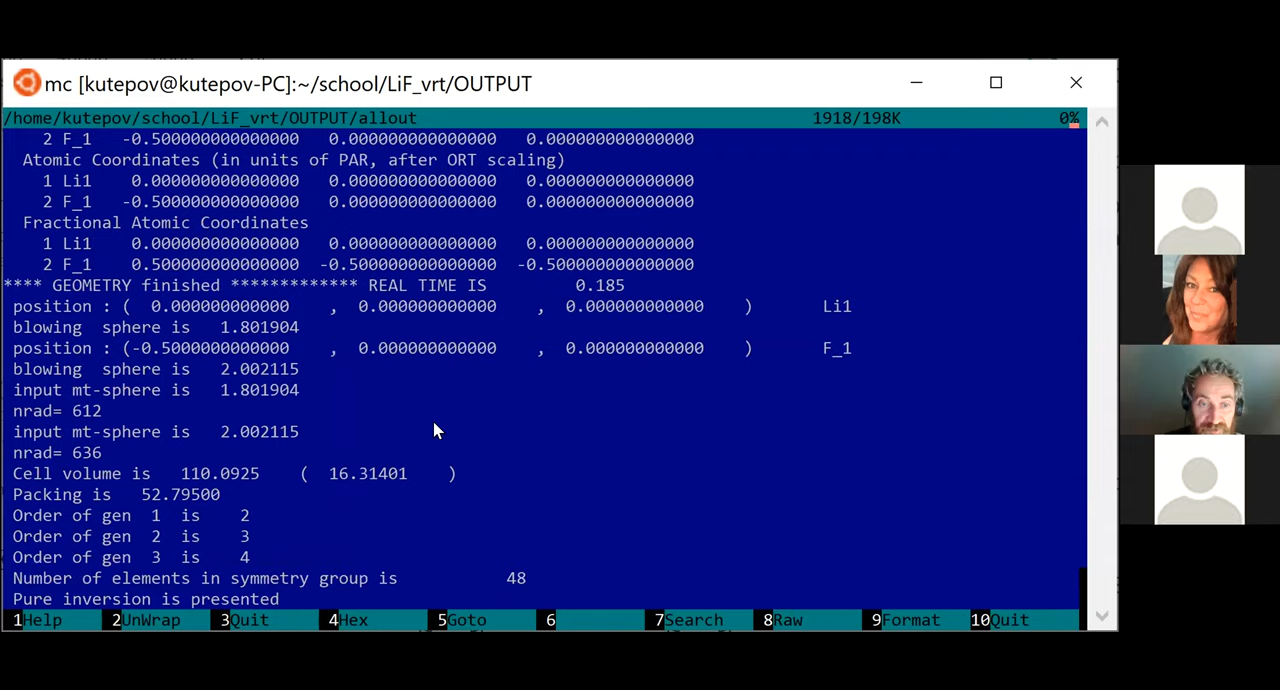 mc [kutepov@kutepov-PC]:~/school/LiF_vrt/OUTPUT
/home/kutepov/school/LiF_vrt/OUTPUT/allout 1918/198K 0%
2 F_1 -0.500000000000000 0.000000000000000 0.000000000000000
Atomic Coordinates (in units of PAR, after ORT scaling)
1 Li1 0.000000000000000 0.000000000000000 0.000000000000000
2 F_1 -0.500000000000000 0.000000000000000 0.000000000000000
Fractional Atomic Coordinates
1 Li1 0.000000000000000 0.000000000000000 0.000000000000000
2 F_1 0.500000000000000 -0.500000000000000 -0.500000000000000
**** GEOMETRY finished ************* REAL TIME IS 0.185
position : ( 0.000000000000 , 0.000000000000 , 0.000000000000 ) Li1
blowing sphere is 1.801904
position : (-0.5000000000000 , 0.000000000000 , 0.000000000000 ) F_1
blowing sphere is 2.002115
input mt-sphere is 1.801904
nrad= 612
input mt-sphere is 2.002115
nrad= 636
Cell volume is 110.0925 ( 16.31401 )
Packing is 52.79500
Order of gen 1 is 2
Order of gen 2 is 3
Order of gen 3 is 4
Number of elements in symmetry group is 48
Pure inversion is presented
1Help 2UnWrap 3Quit 4Hex 5Goto 6 7Search 8Raw 9Format 10Quit